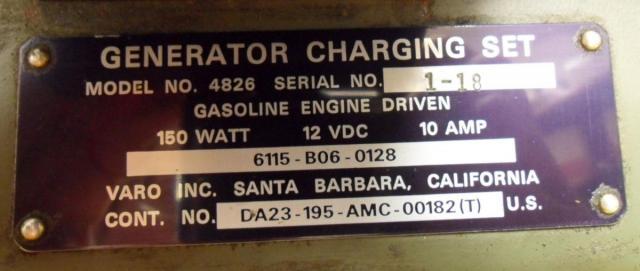 GENERATOR CHARGING SET
MODEL NO. 4826 SERIAL NO. 1-18
GASOLINE ENGINE DRIVEN
150 WATT 12 VDC 10 AMP
6115-B06-0128
VARO INC. SANTA BARBARA, CALIFORNIA
CONT. NO. DA23-195-AMC-00182(T) U.S.